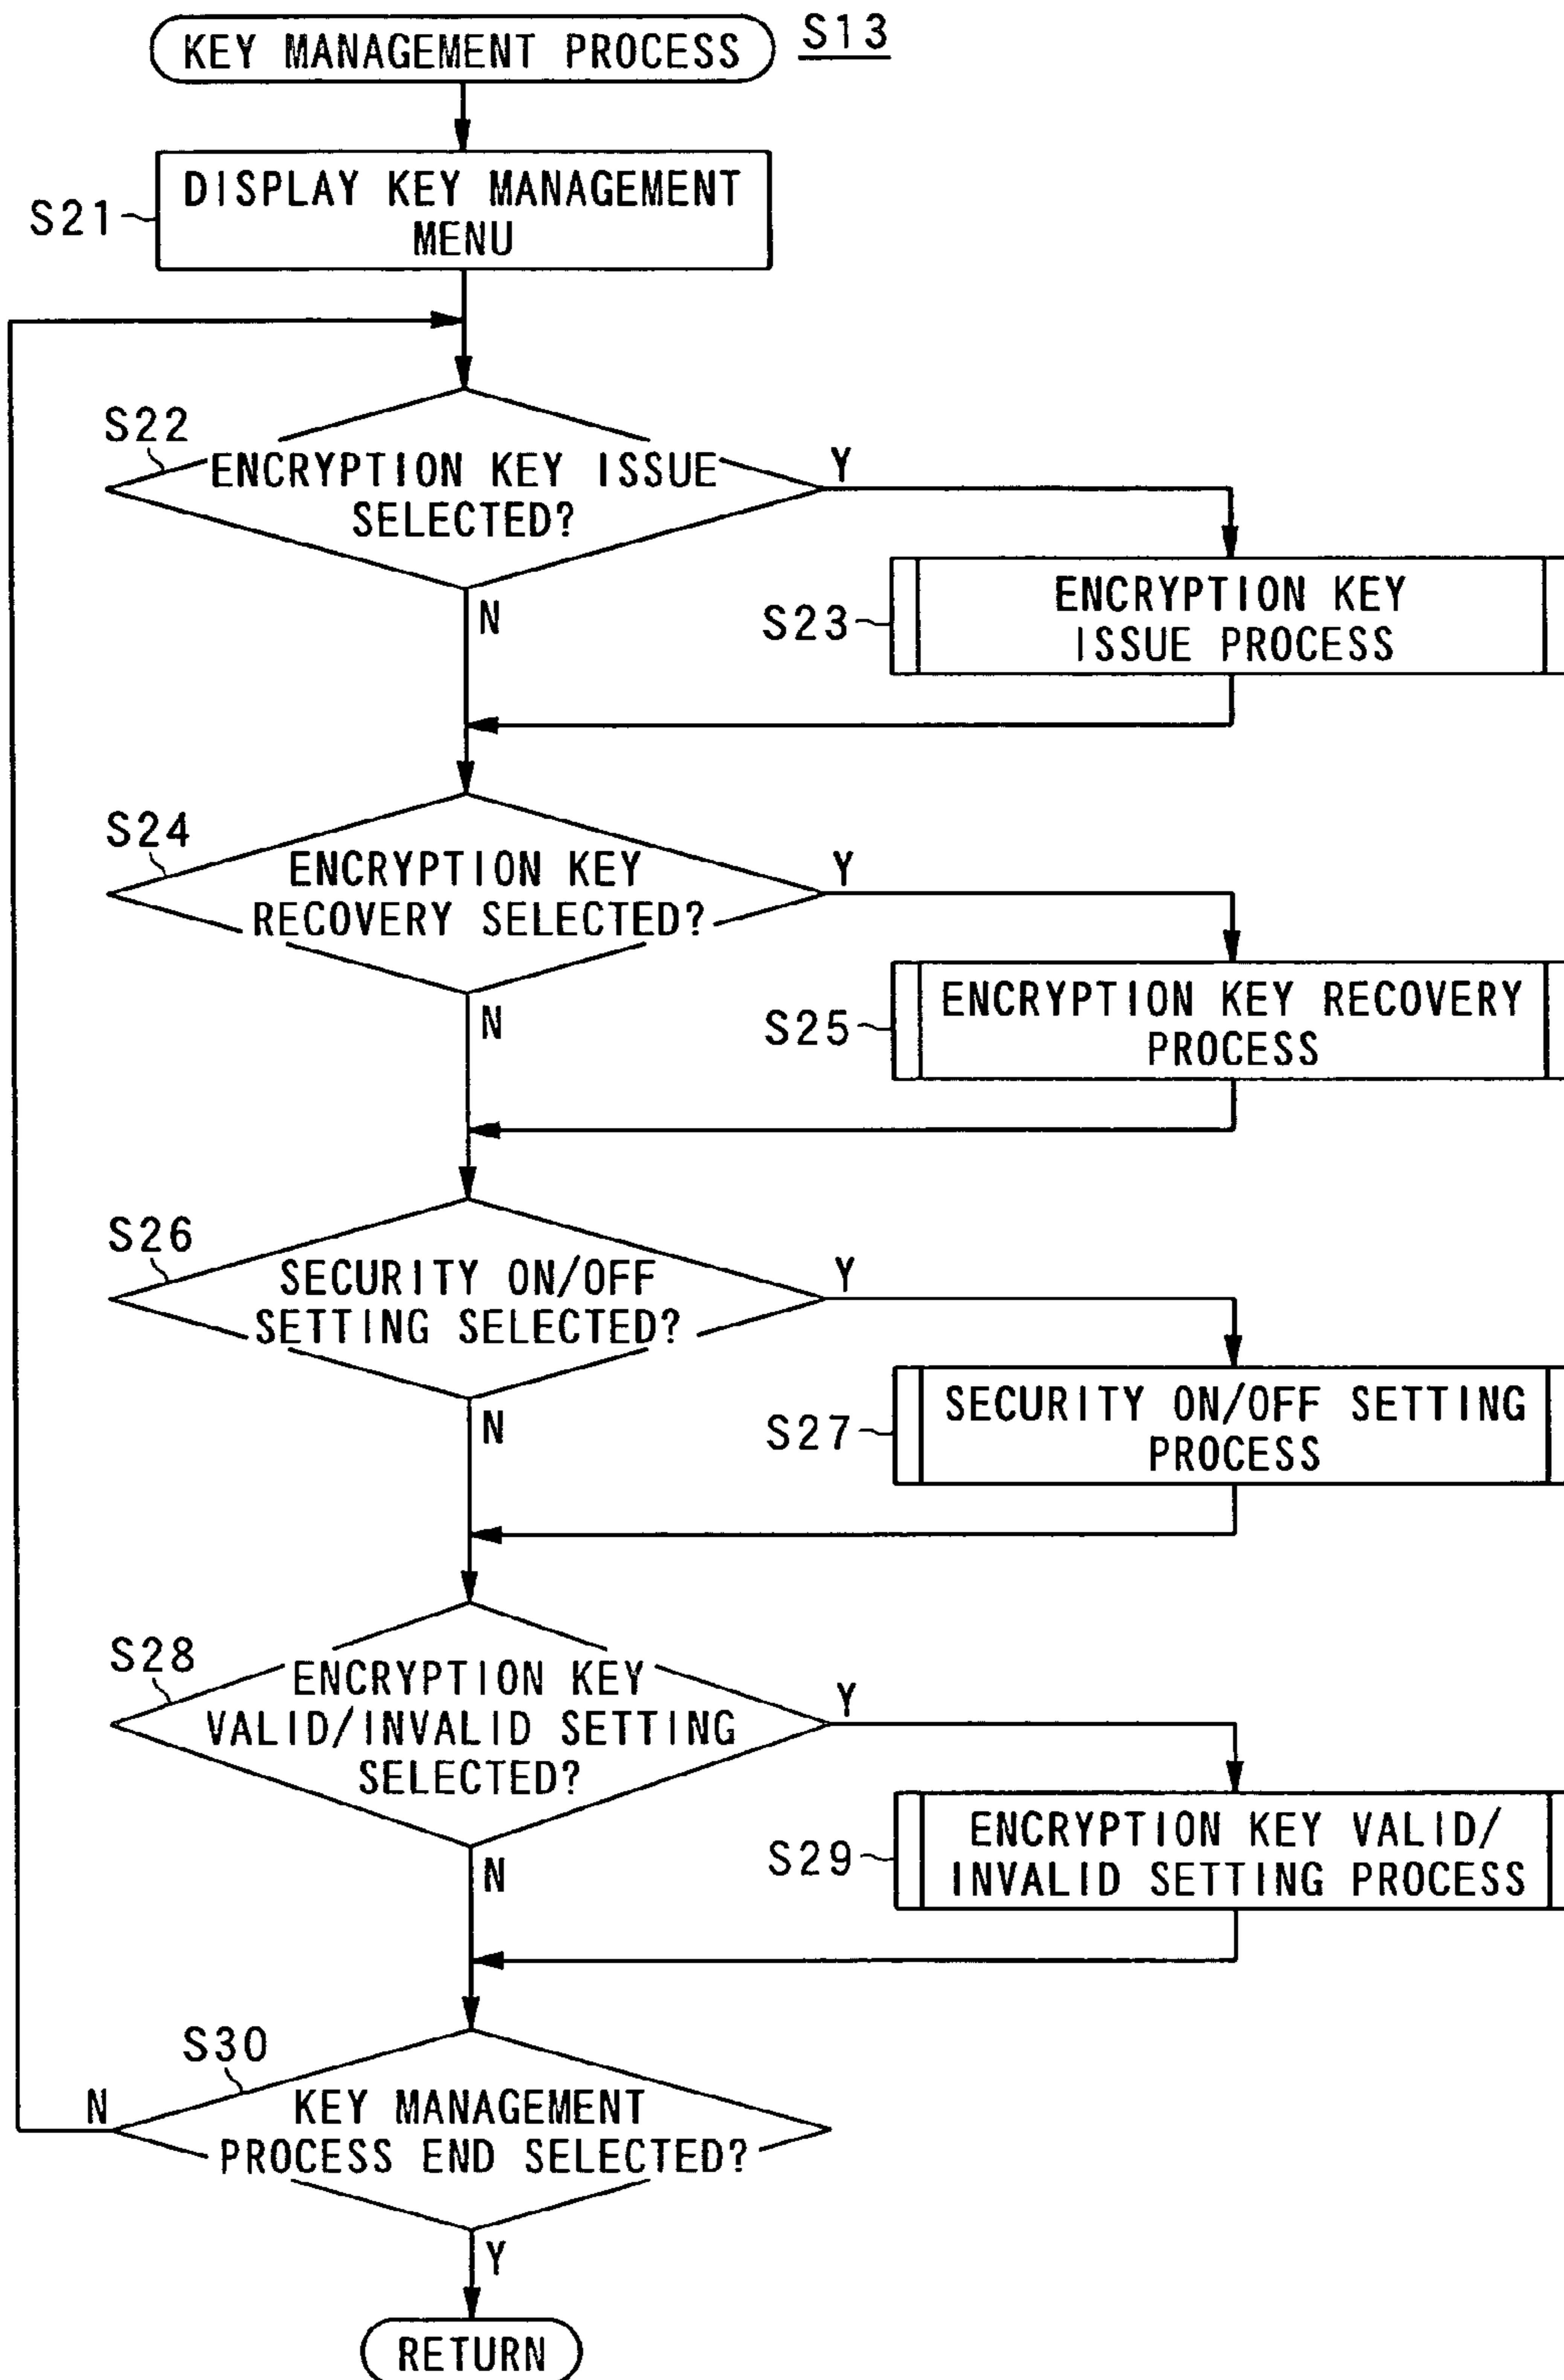 KEY MANAGEMENT PROCESS
S13
S21
DISPLAY KEY MANAGEMENT
MENU
S22
ENCRYPTION KEY ISSUE
SELECTED?
Y
N
S23
ENCRYPTION KEY
ISSUE PROCESS
S24
ENCRYPTION KEY
RECOVERY SELECTED?
Y
N
S25
ENCRYPTION KEY RECOVERY
PROCESS
S26
SECURITY ON/OFF
SETTING SELECTED?
Y
N
S27
SECURITY ON/OFF SETTING
PROCESS
S28
ENCRYPTION KEY
VALID/INVALID SETTING
SELECTED?
Y
N
S29
ENCRYPTION KEY VALID/
INVALID SETTING PROCESS
S30
KEY MANAGEMENT
PROCESS END SELECTED?
N
Y
RETURN